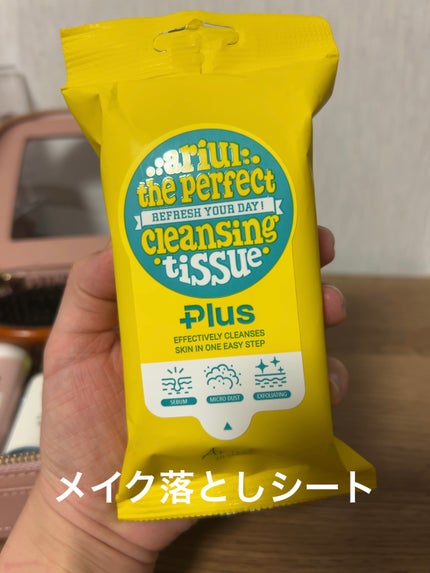 ariul
the perfect
REFRESH YOUR DAY!
cleansing
tissue
Plus
EFFECTIVELY CLEANSES
SKIN IN ONE EASY STEP
SEBUM MICRO DUST EXFOLIATING
メイク落としシート